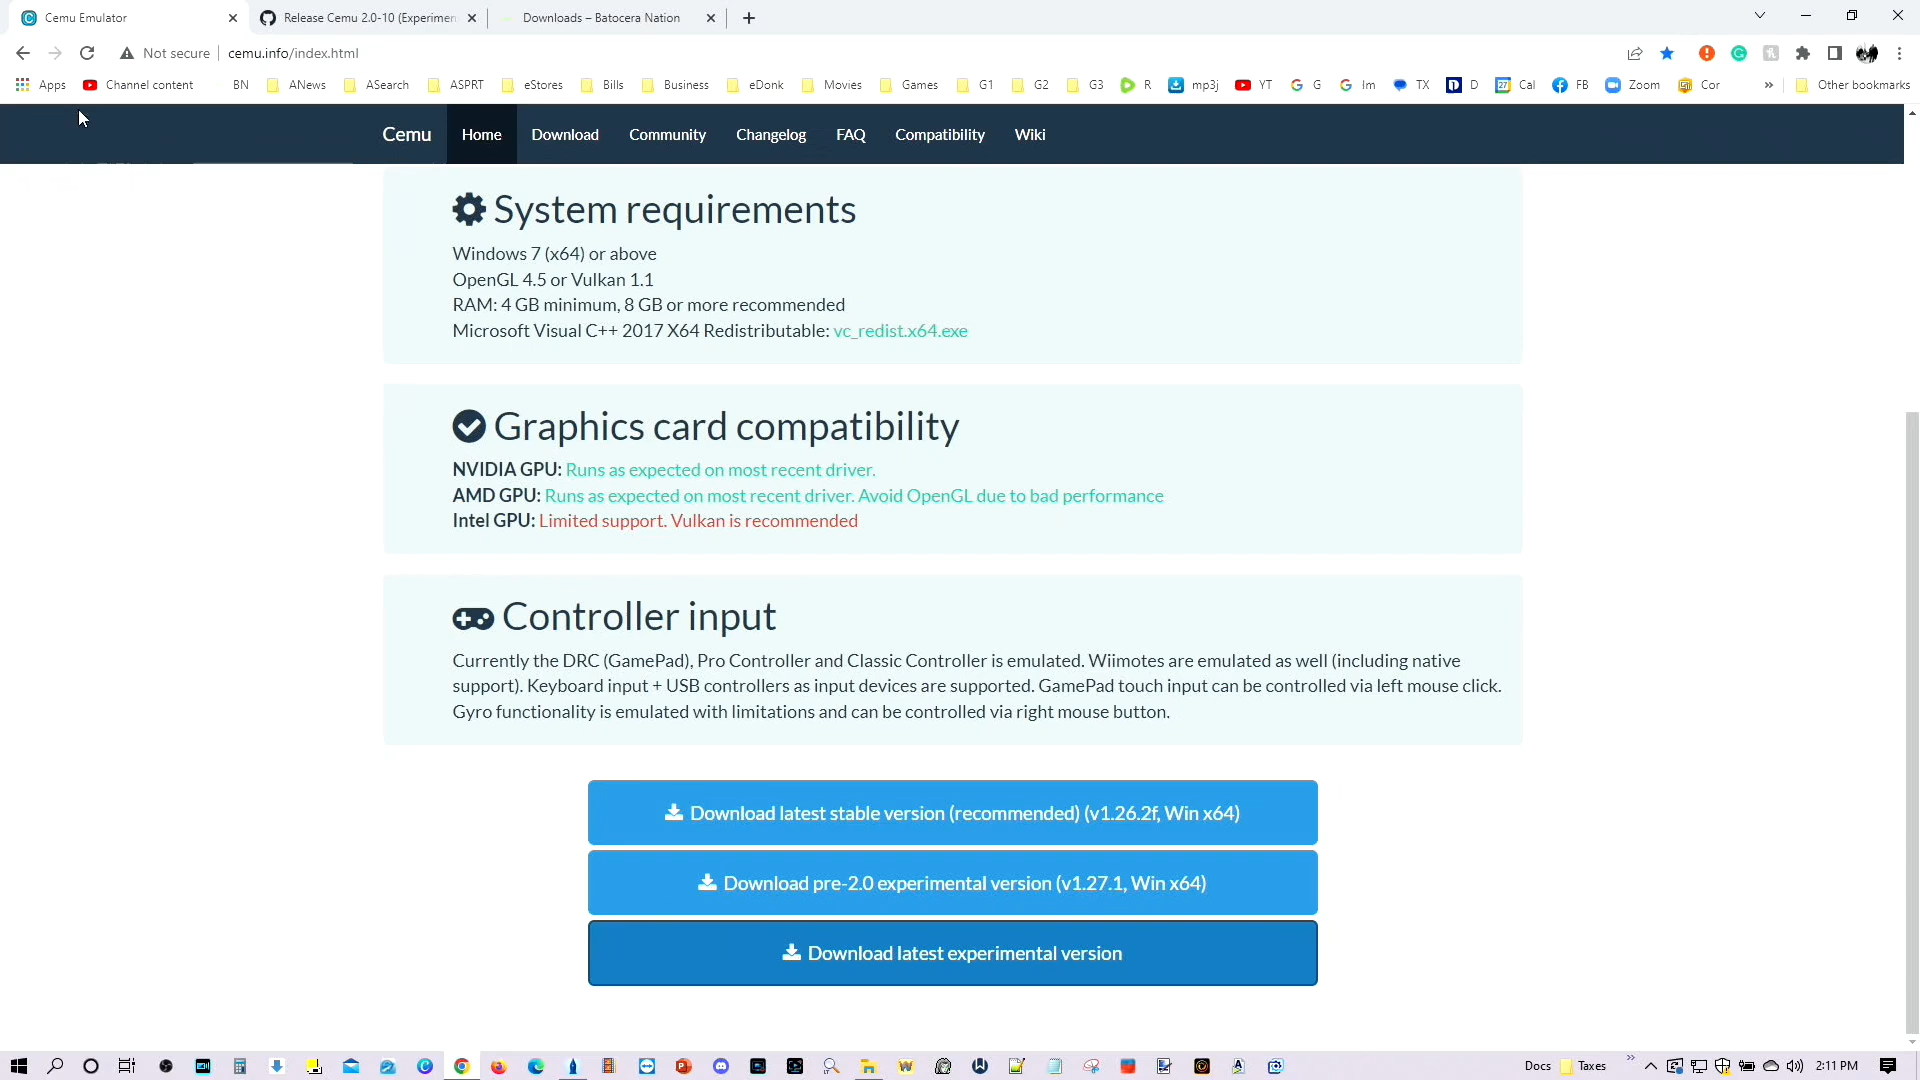 Cemu Emulator
Release Cemu 2.0-10 (Experimen
Downloads – Batocera Nation
Not secure
cemu.info/index.html
Apps
Channel content
BN
ANews
ASearch
ASPRT
eStores
Bills
Business
eDonk
Movies
Games
G1
G2
G3
R
mp3j
YT
G
Im
TX
D
Cal
FB
Zoom
Cor
»
Other bookmarks
Cemu
Home
Download
Community
Changelog
FAQ
Compatibility
Wiki
System requirements
Windows 7 (x64) or above
OpenGL 4.5 or Vulkan 1.1
RAM: 4 GB minimum, 8 GB or more recommended
Microsoft Visual C++ 2017 X64 Redistributable: vc_redist.x64.exe
Graphics card compatibility
NVIDIA GPU: Runs as expected on most recent driver.
AMD GPU: Runs as expected on most recent driver. Avoid OpenGL due to bad performance
Intel GPU: Limited support. Vulkan is recommended
Controller input
Currently the DRC (GamePad), Pro Controller and Classic Controller is emulated. Wiimotes are emulated as well (including native
support). Keyboard input + USB controllers as input devices are supported. GamePad touch input can be controlled via left mouse click.
Gyro functionality is emulated with limitations and can be controlled via right mouse button.
Download latest stable version (recommended) (v1.26.2f, Win x64)
Download pre-2.0 experimental version (v1.27.1, Win x64)
Download latest experimental version
Docs
Taxes
»
2:11 PM